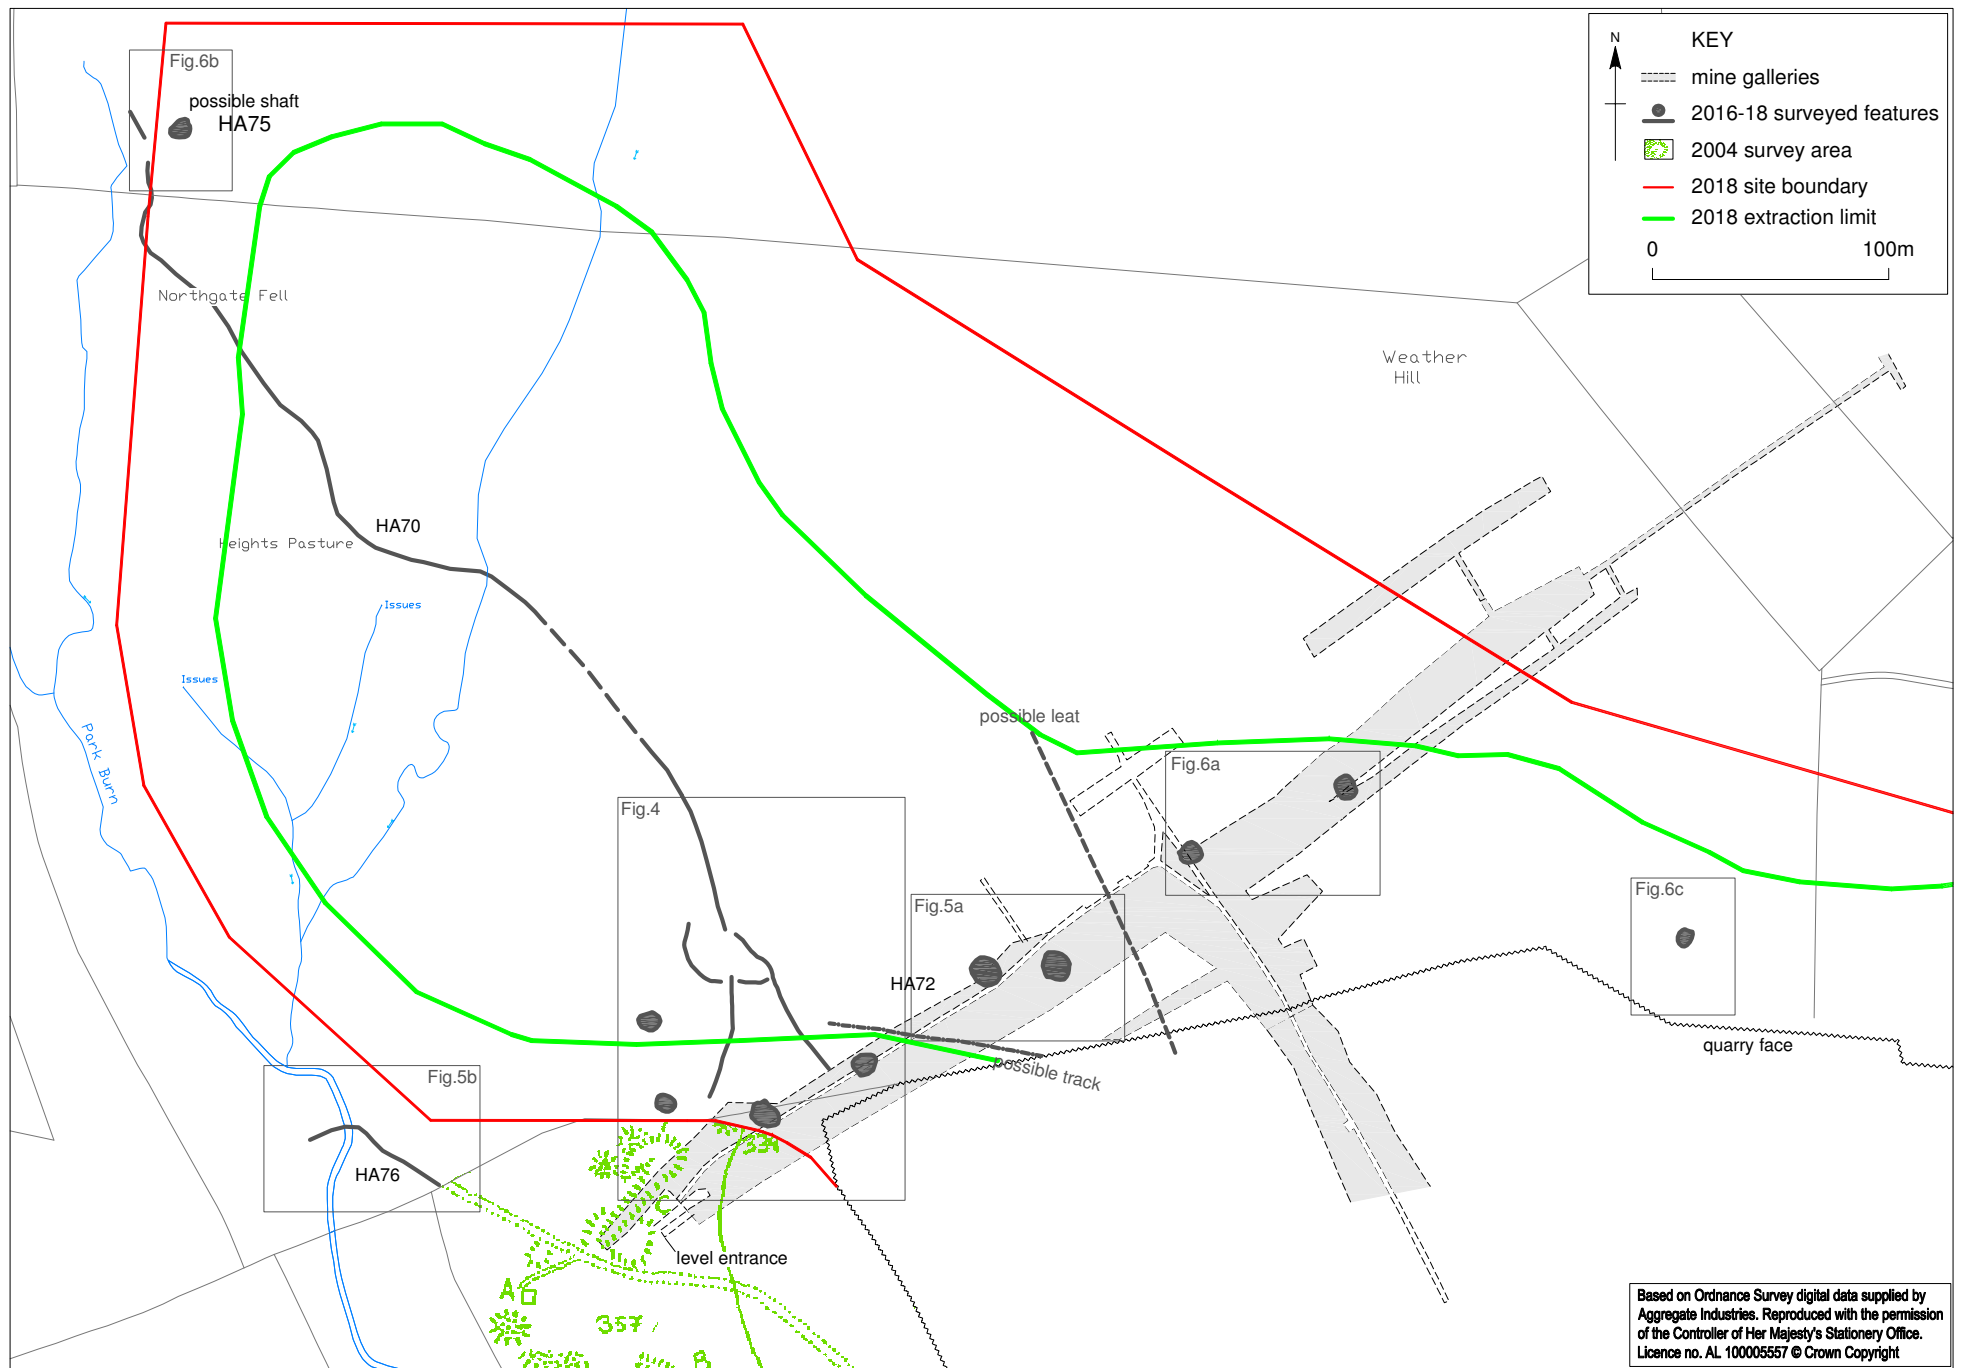 Fig.6b
possible shaft
HA75
N
KEY
mine galleries
2016-18 surveyed features
2004 survey area
2018 site boundary
2018 extraction limit
0 100m
Northgate Fell
Weather
Hill
HA70
Heights Pasture
Issues
Issues
Park Burn
possible leat
Fig.6a
Fig.4
Fig.5a
Fig.6c
HA72
quarry face
possible track
Fig.5b
334
HA76
C
level entrance
A
357
B
Based on Ordnance Survey digital data supplied by
Aggregate Industries. Reproduced with the permission
of the Controller of Her Majesty's Stationery Office.
Licence no. AL 100005557 © Crown Copyright